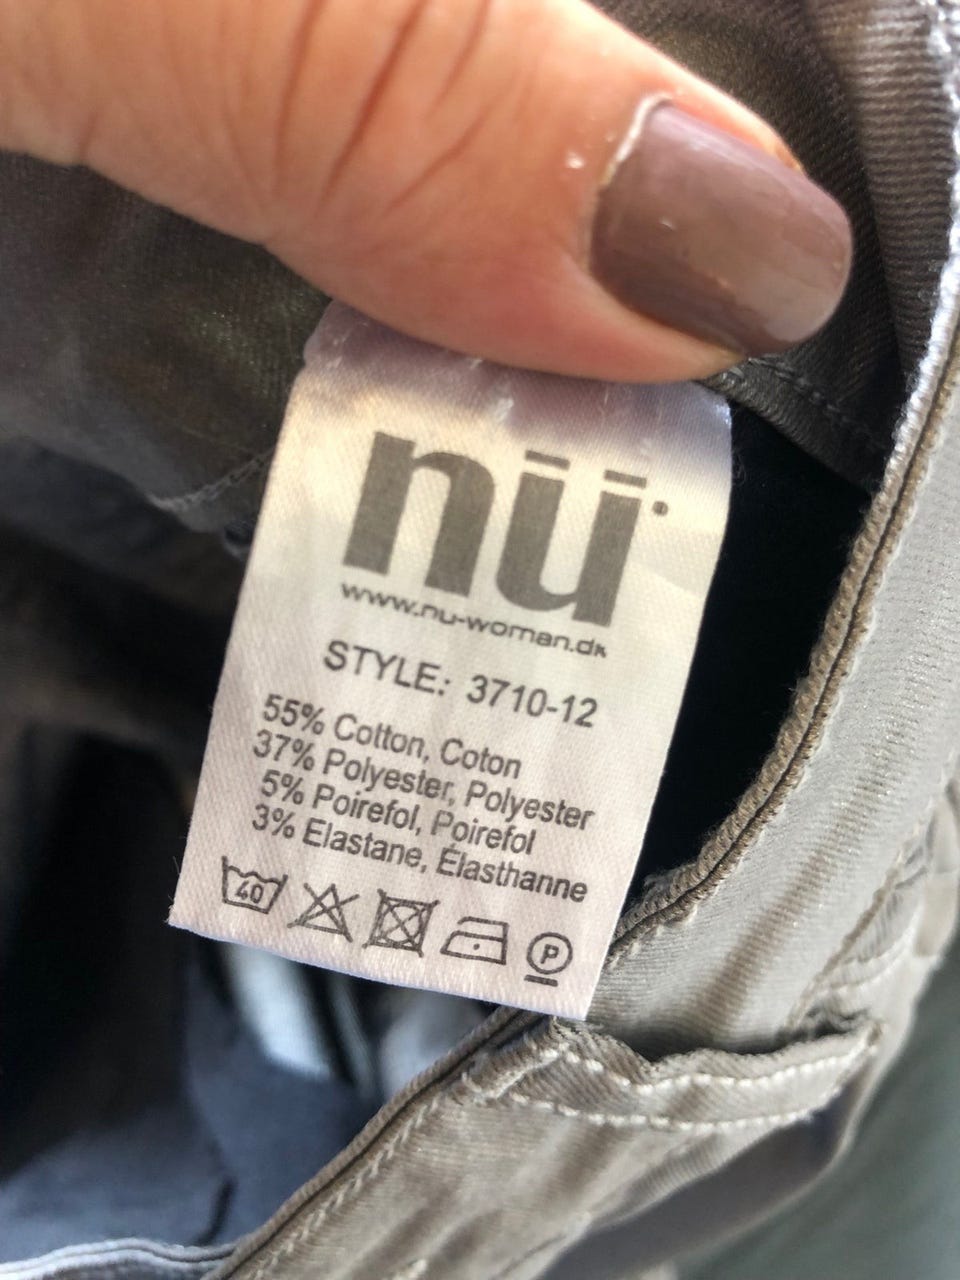 nü
www.nu-woman.dk
STYLE: 3710-12
55% Cotton, Coton
37% Polyester, Polyester
5% Poirefol, Poirefol
3% Elastane, Élasthanne
40
P